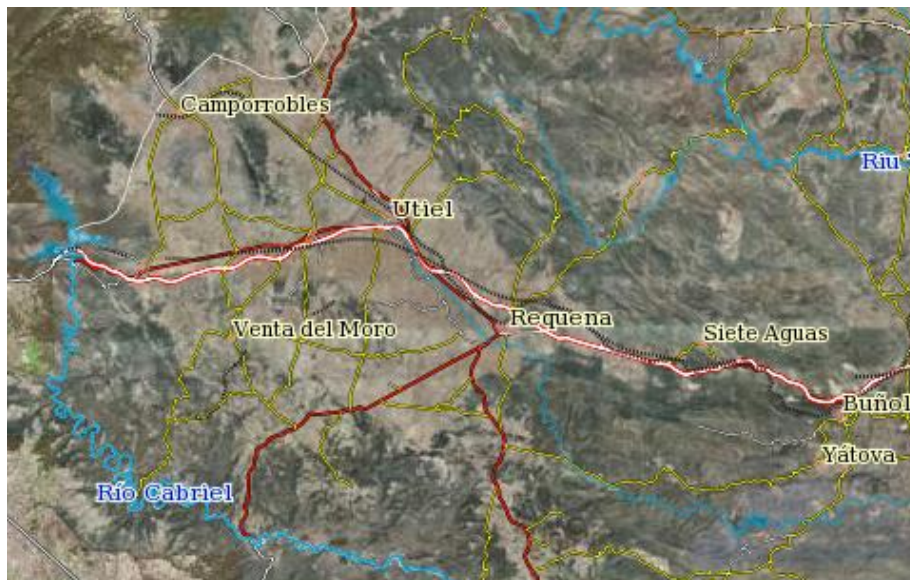 Camporrobles
Riu
Utiel
Requena
Venta del Moro
Siete Aguas
Buñol
Yátova
Río Cabriel